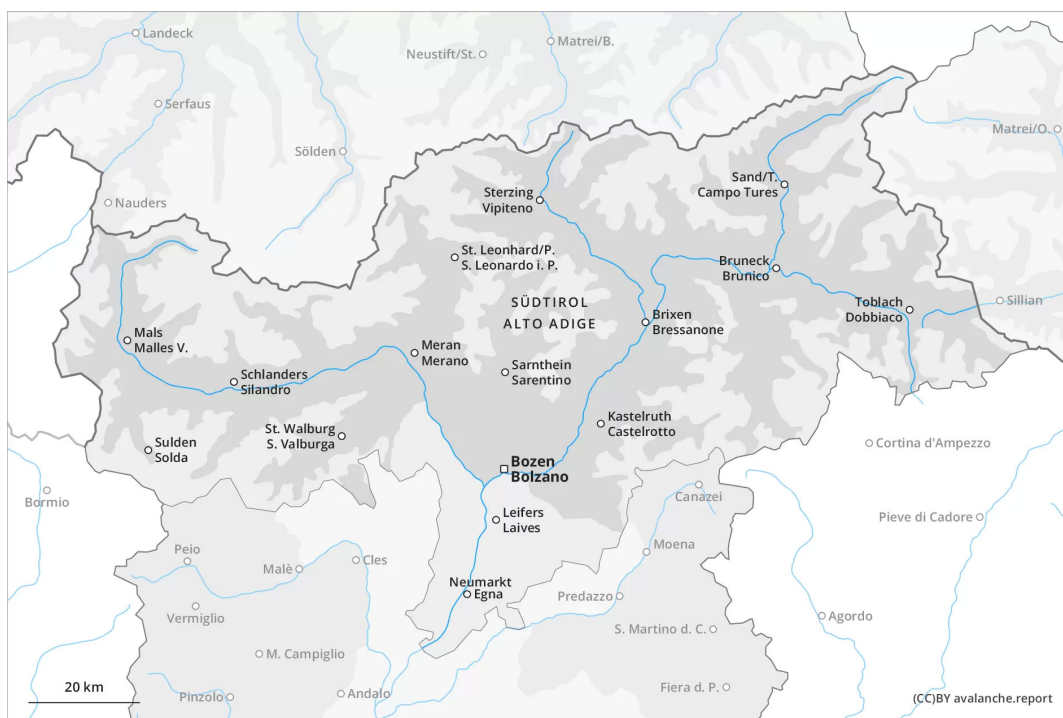 Landeck
Matrei/B.
Neustift/St.
Serfaus
Matrei/O.
Sölden
Sand/T.
Campo Tures
Sterzing
Vipiteno
Nauders
St. Leonhard/P.
S. Leonardo i. P.
Bruneck
Brunico
SÜDTIROL
ALTO ADIGE
Toblach
Dobbiaco
Sillian
Brixen
Bressanone
Mals
Malles V.
Meran
Merano
Sarnthein
Sarentino
Schlanders
Silandro
Kastelruth
Castelrotto
St. Walburg
S. Valburga
Sulden
Solda
Cortina d'Ampezzo
Bozen
Bolzano
Bormio
Canazei
Leifers
Laives
Pieve di Cadore
Peio
Cles
Moena
Malè
Neumarkt
Egna
Predazzo
Vermiglio
Agordo
S. Martino d. C.
M. Campiglio
20 km
Pinzolo
Andalo
Fiera d. P.
(CC)BY avalanche.report